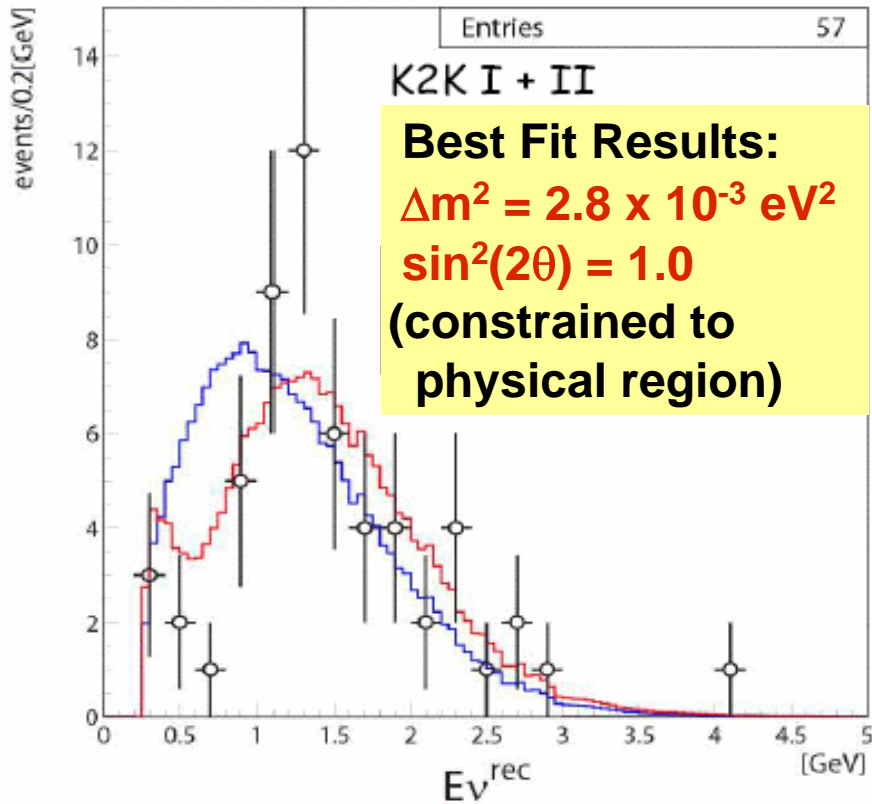 events/0.2[GeV]
Entries 57
K2K I + II
Best Fit Results:
Δm² = 2.8 x 10⁻³ eV²
sin²(2θ) = 1.0
(constrained to
physical region)
14
12
10
8
6
4
2
0
0 0.5 1 1.5 2 2.5 3 3.5 4 4.5 5
[GeV]
Eν^rec